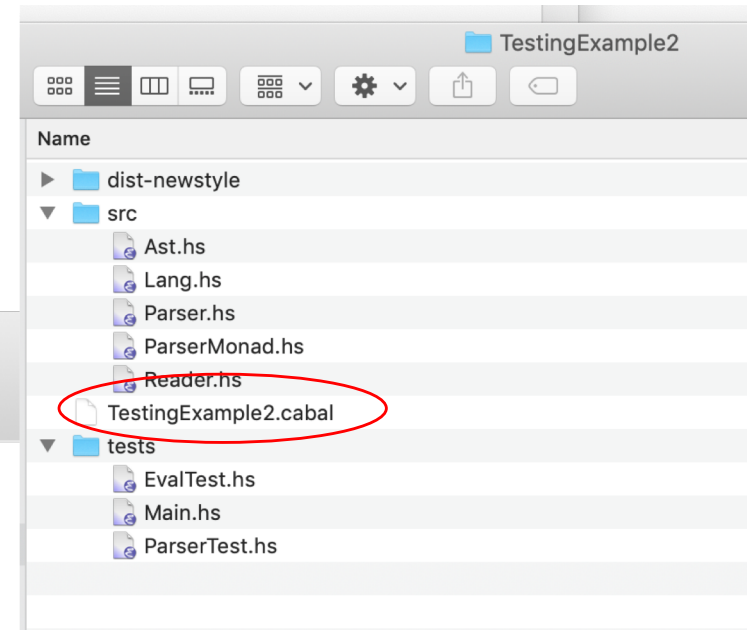 TestingExample2
Name
dist-newstyle
src
Ast.hs
Lang.hs
Parser.hs
ParserMonad.hs
Reader.hs
TestingExample2.cabal
tests
EvalTest.hs
Main.hs
ParserTest.hs